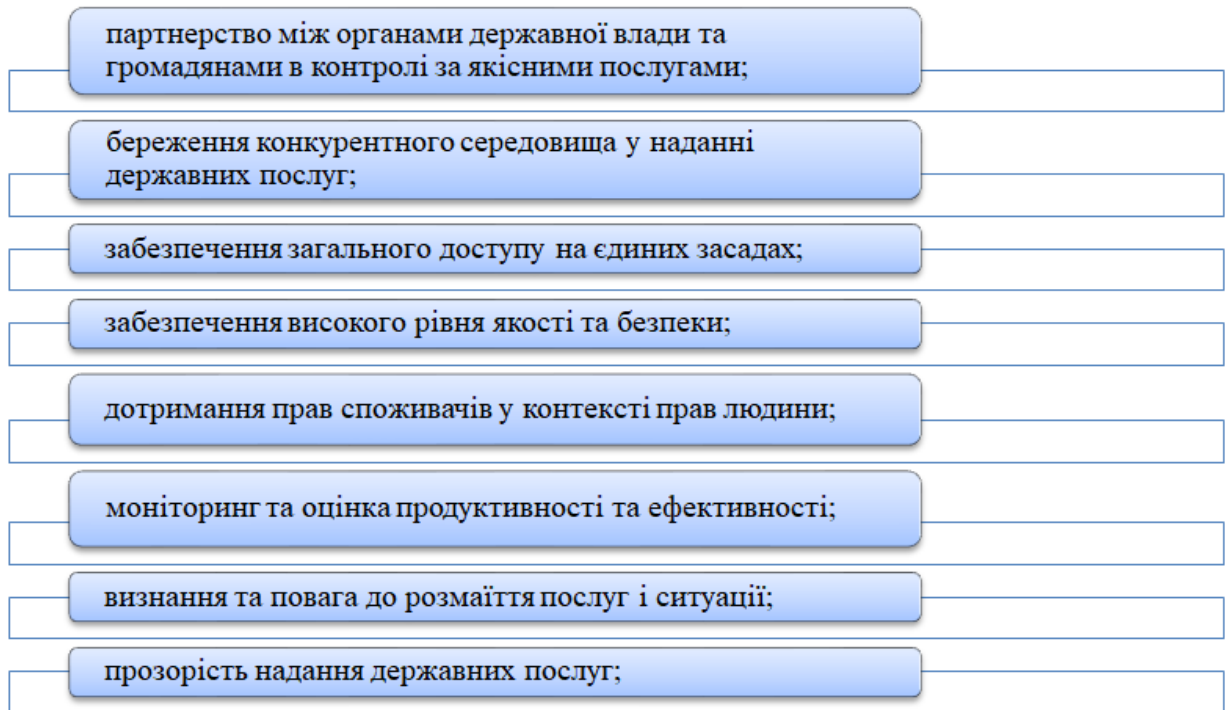 партнерство між органами державної влади та
громадянами в контролі за якісними послугами;
береження конкурентного середовища у наданні
державних послуг;
забезпечення загального доступу на єдиних засадах;
забезпечення високого рівня якості та безпеки;
дотримання прав споживачів у контексті прав людини;
моніторинг та оцінка продуктивності та ефективності;
визнання та повага до розмаїття послуг і ситуації;
прозорість надання державних послуг;